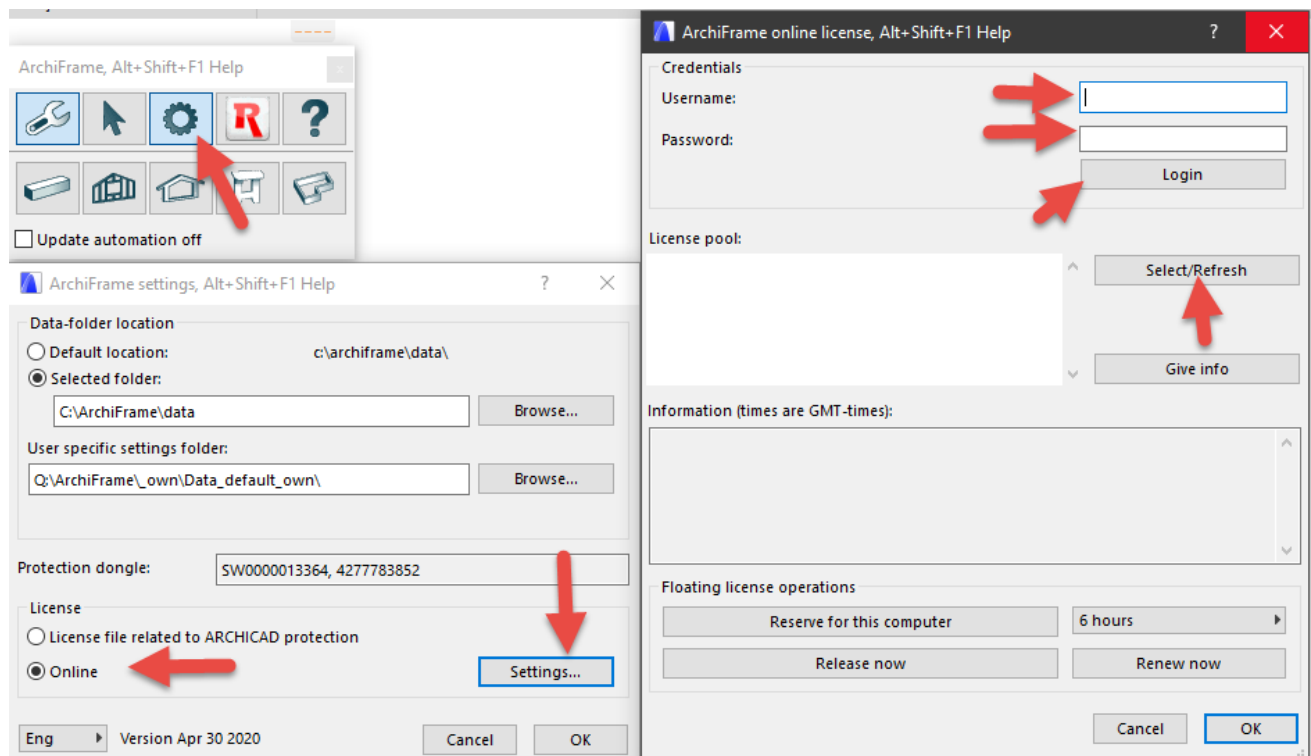 ArchiFrame, Alt+Shift+F1 Help
R
?
Update automation off
ArchiFrame settings, Alt+Shift+F1 Help
Data-folder location
Default location: c:\archiframe\data\
Selected folder:
C:\ArchiFrame\data Browse...
User specific settings folder:
Q:\ArchiFrame\_own\Data_default_own\ Browse...
Protection dongle: SW0000013364, 4277783852
License
License file related to ARCHICAD protection
Online Settings...
Eng Version Apr 30 2020 Cancel OK
ArchiFrame online license, Alt+Shift+F1 Help
Credentials
Username:
Password:
Login
License pool:
Select/Refresh
Give info
Information (times are GMT-times):
Floating license operations
Reserve for this computer 6 hours
Release now Renew now
Cancel OK